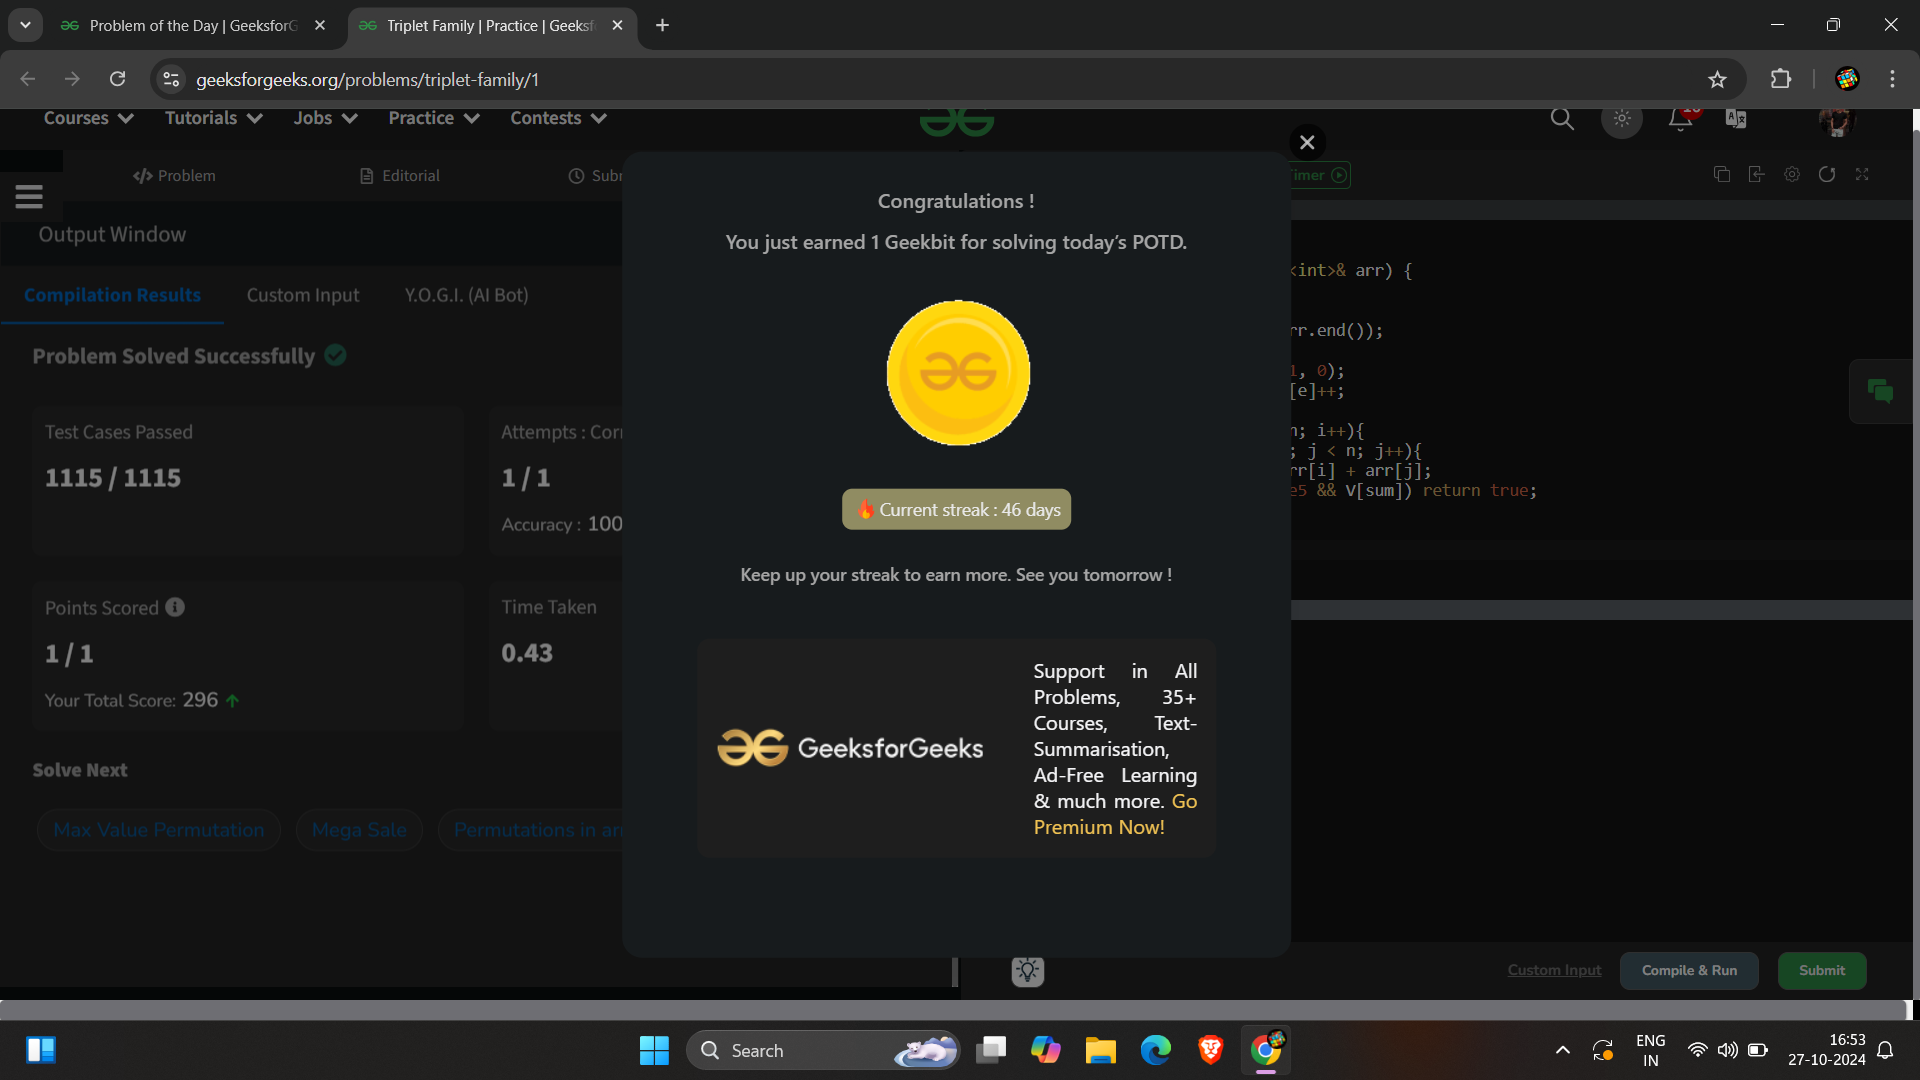 Problem of the Day | GeeksforG
Triplet Family | Practice | Geeksf
geeksforgeeks.org/problems/triplet-family/1
Courses
Tutorials
Jobs
Practice
Contests
Problem
Editorial
Output Window
Compilation Results
Custom Input
Y.O.G.I. (AI Bot)
Problem Solved Successfully
Test Cases Passed
1115 / 1115
Attempts :
1 / 1
Accuracy : 100
Points Scored
1 / 1
Your Total Score: 296
Time Taken
0.43
Solve Next
Max Value Permutation
Mega Sale
Permutations in
Congratulations !
You just earned 1 Geekbit for solving today’s POTD.
Current streak : 46 days
Keep up your streak to earn more. See you tomorrow !
GeeksforGeeks
Support in All
Problems, 35+
Courses, Text-
Summarisation,
Ad-Free Learning
& much more. Go
Premium Now!
<int>& arr) {
rr.end());
1, 0);
[e]++;
; i++){
; j < n; j++){
rr[i] + arr[j];
e5 && V[sum]) return true;
Custom Input
Compile & Run
Submit
Search
ENG
IN
16:53
27-10-2024